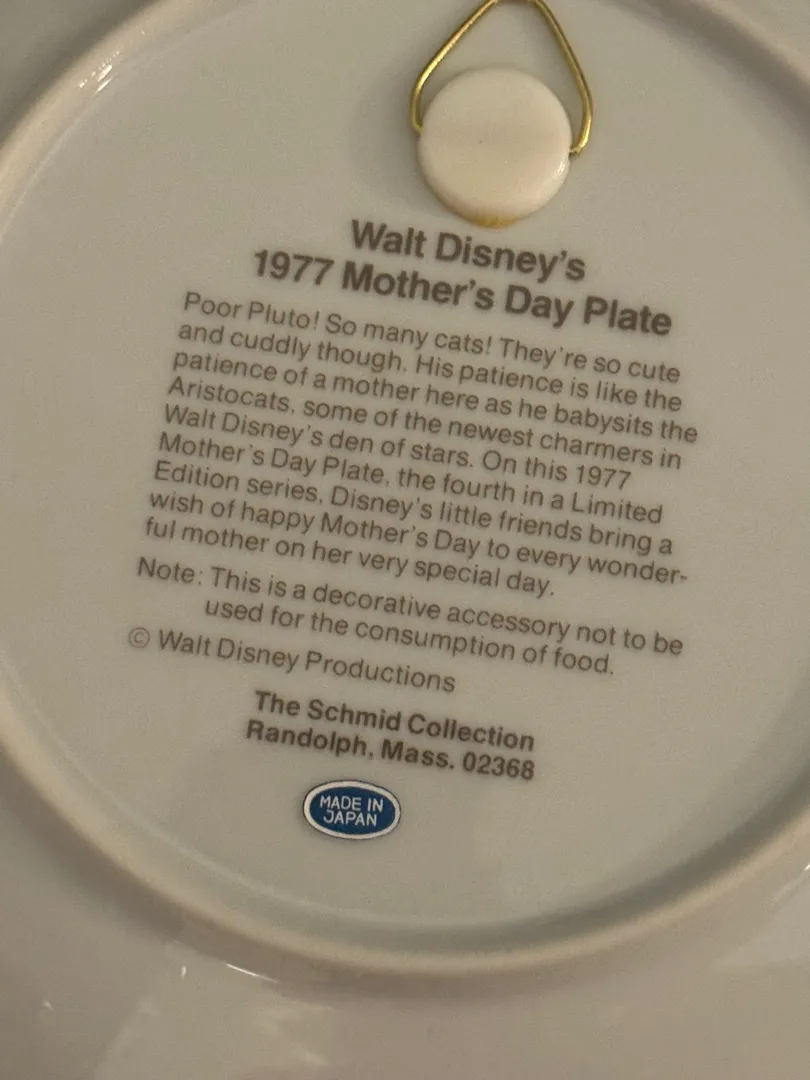 Walt Disney's
1977 Mother's Day Plate
Poor Pluto! So many cats! They're so cute
and cuddly though. His patience is like the
patience of a mother here as he babysits the
Aristocats, some of the newest charmers in
Walt Disney's den of stars. On this 1977
Mother's Day Plate, the fourth in a Limited
Edition series, Disney's little friends bring a
wish of happy Mother's Day to every wonder-
ful mother on her very special day.
Note: This is a decorative accessory not to be
used for the consumption of food.
© Walt Disney Productions
The Schmid Collection
Randolph, Mass. 02368
MADE IN
JAPAN